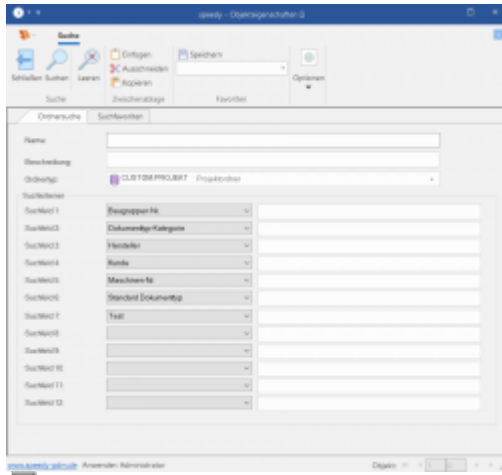 speedy – Objekteigenschaften
Suche
Schließen Suchen Leeren
Einfügen
Ausschneiden
Kopieren
Speichern
Optionen
Suche Zwischenablage Favoriten
Ordnersuche Suchfavoriten
Name:
Beschreibung:
Ordnertyp: CUSTOM.PROJEKT - Projektordner
Suchkriterien
Suchfeld 1: Baugruppen-Nr.
Suchfeld 2: Dokumenttyp-Kategorie
Suchfeld 3: Hersteller
Suchfeld 4: Kunde
Suchfeld 5: Maschinen-Nr.
Suchfeld 6: Standard Dokumenttyp
Suchfeld 7: Test
Suchfeld 8:
Suchfeld 9:
Suchfeld 10:
Suchfeld 11:
Suchfeld 12:
Anwender: Administrator